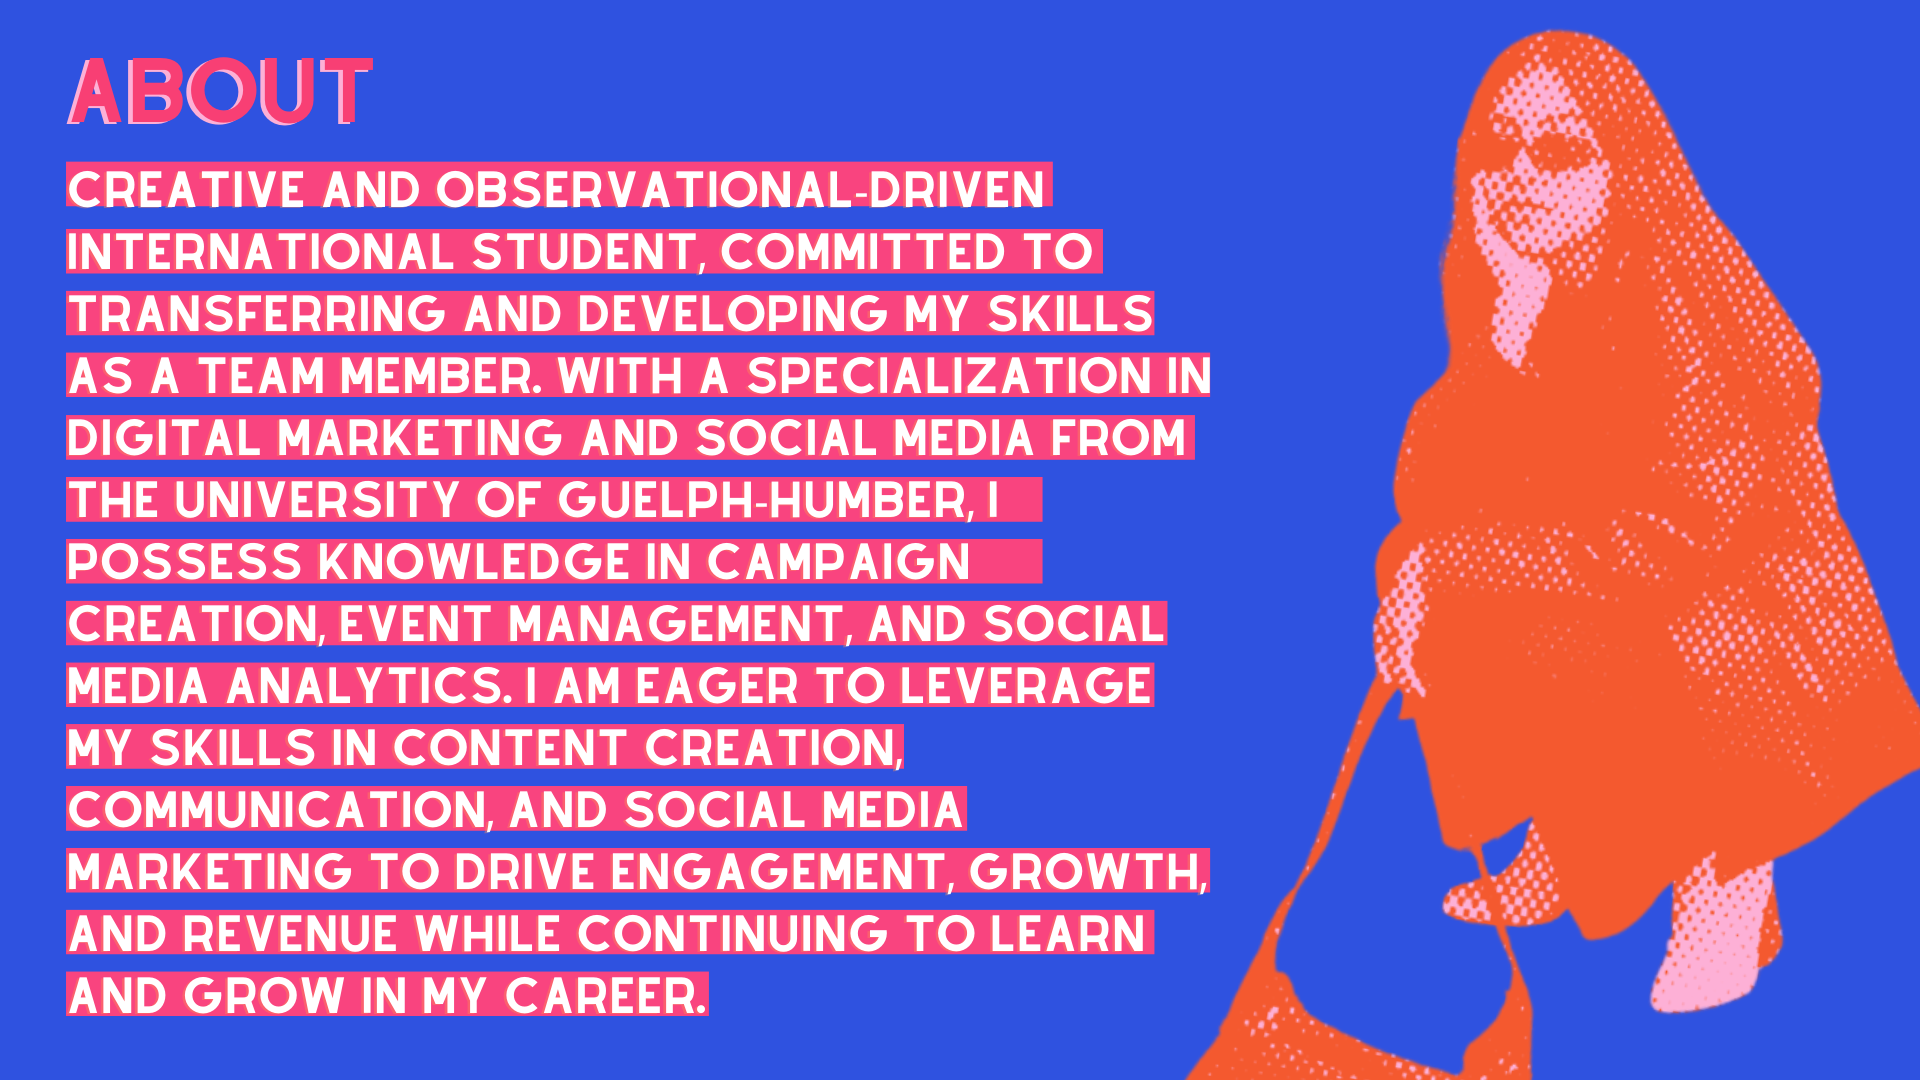 ABOUT
CREATIVE AND OBSERVATIONAL-DRIVEN
INTERNATIONAL STUDENT, COMMITTED TO
TRANSFERRING AND DEVELOPING MY SKILLS
AS A TEAM MEMBER. WITH A SPECIALIZATION IN
DIGITAL MARKETING AND SOCIAL MEDIA FROM
THE UNIVERSITY OF GUELPH-HUMBER, I
POSSESS KNOWLEDGE IN CAMPAIGN
CREATION, EVENT MANAGEMENT, AND SOCIAL
MEDIA ANALYTICS. I AM EAGER TO LEVERAGE
MY SKILLS IN CONTENT CREATION,
COMMUNICATION, AND SOCIAL MEDIA
MARKETING TO DRIVE ENGAGEMENT, GROWTH,
AND REVENUE WHILE CONTINUING TO LEARN
AND GROW IN MY CAREER.